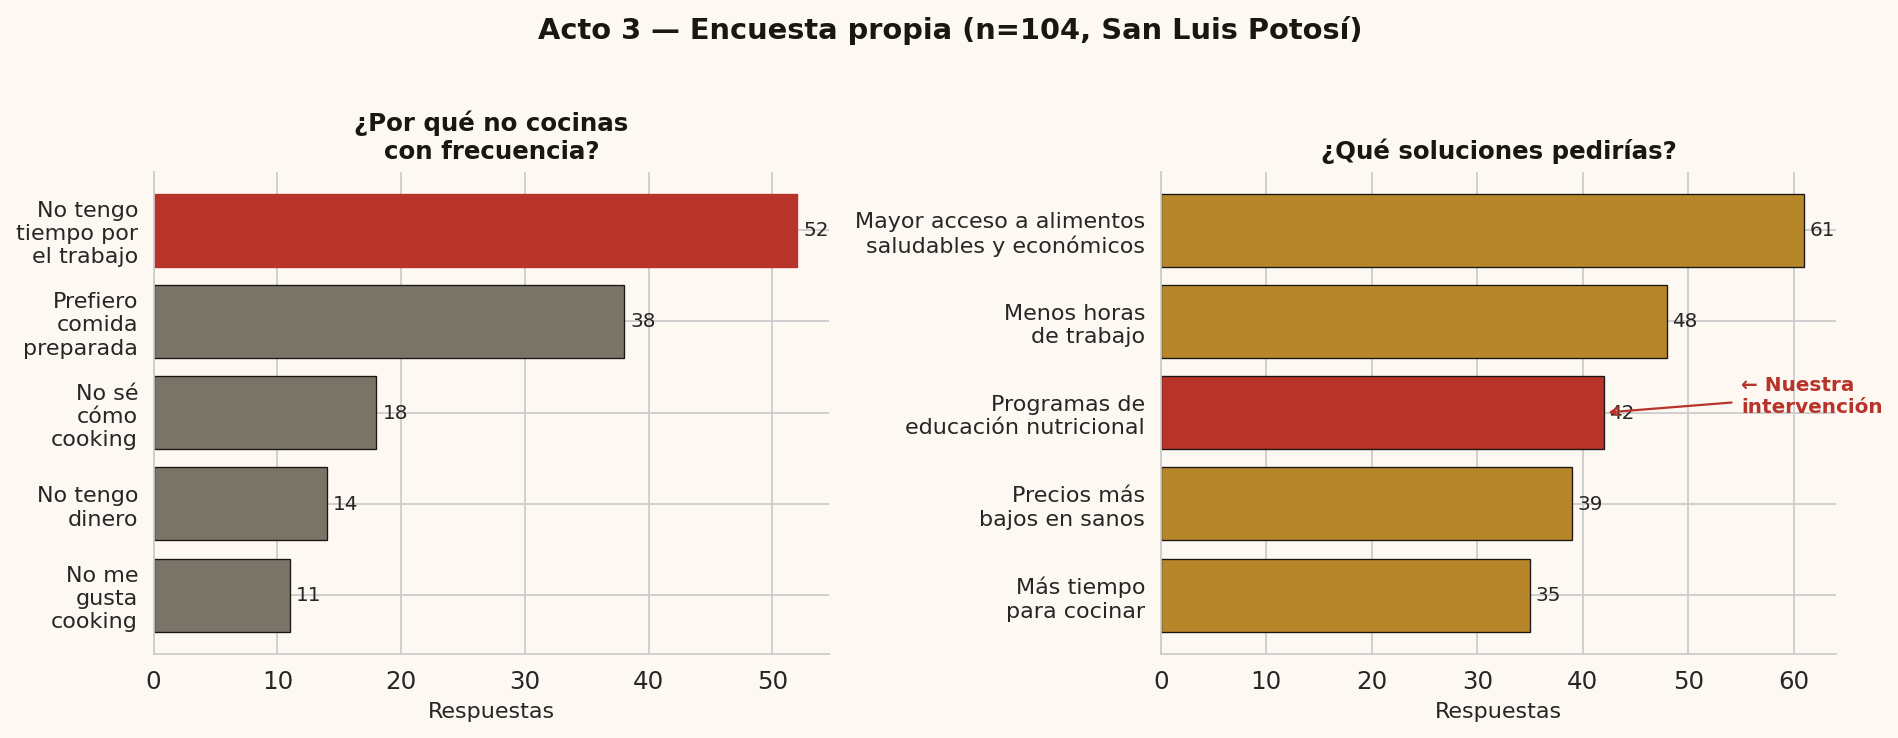 Acto 3 — Encuesta propia (n=104, San Luis Potosí)
¿Por qué no cocinas
con frecuencia?
No tengo
tiempo por
el trabajo
52
Prefiero
comida
preparada
38
No sé
cómo
cooking
18
No tengo
dinero
14
No me
gusta
cooking
11
0 10 20 30 40 50
Respuestas
¿Qué soluciones pedirías?
Mayor acceso a alimentos
saludables y económicos
61
Menos horas
de trabajo
48
Programas de
educación nutricional
42
← Nuestra
intervención
Precios más
bajos en sanos
39
Más tiempo
para cocinar
35
0 10 20 30 40 50 60
Respuestas